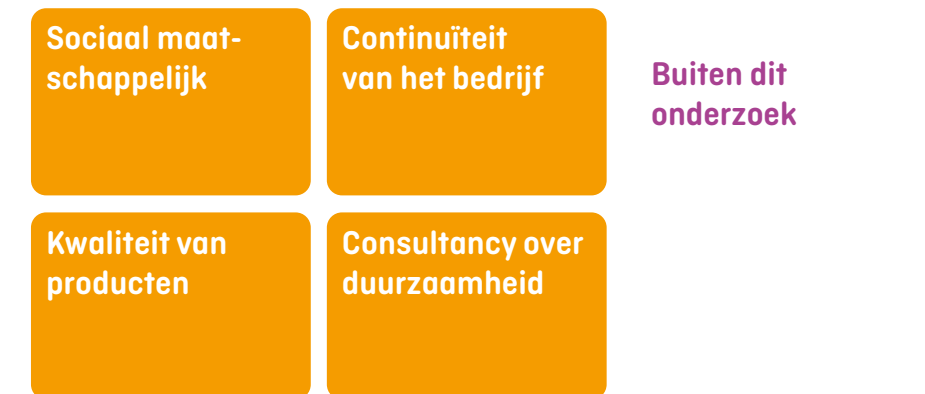 Sociaal maat-
schappelijk
Continuïteit
van het bedrijf
Buiten dit
onderzoek
Kwaliteit van
producten
Consultancy over
duurzaamheid